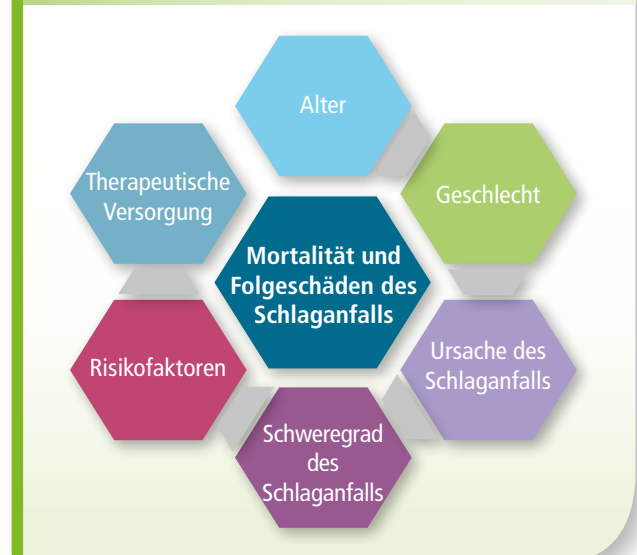 Alter
Geschlecht
Ursache des
Schlaganfalls
Schweregrad
des
Schlaganfalls
Risikofaktoren
Therapeutische
Versorgung
Mortalität und
Folgeschäden des
Schlaganfalls